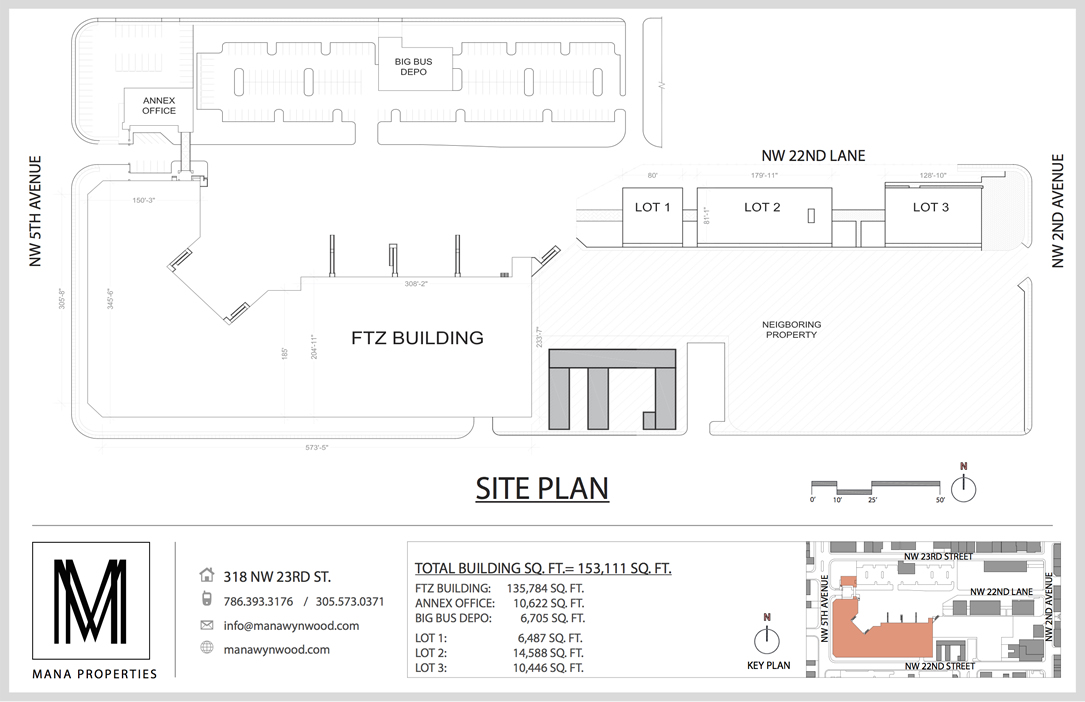 BIG BUS
DEPO
ANNEX
OFFICE
NW 5TH AVENUE
NW 22ND LANE
NW 2ND AVENUE
150'-3"
80'
179'-11"
128'-10"
LOT 1
LOT 2
LOT 3
81'-1"
305'-8"
345'-6"
308'-2"
185'
204'-11"
233'-7"
FTZ BUILDING
NEIGBORING
PROPERTY
573'-5"
SITE PLAN
0' 10' 25' 50'
N
MANA PROPERTIES
318 NW 23RD ST.
786.393.3176 / 305.573.0371
info@manawynwood.com
manawynwood.com
TOTAL BUILDING SQ. FT.= 153,111 SQ. FT.
FTZ BUILDING: 135,784 SQ. FT.
ANNEX OFFICE: 10,622 SQ. FT.
BIG BUS DEPO: 6,705 SQ. FT.
LOT 1: 6,487 SQ. FT.
LOT 2: 14,588 SQ. FT.
LOT 3: 10,446 SQ. FT.
N
KEY PLAN
NW 23RD STREET
NW 5TH AVENUE
NW 22ND LANE
NW 2ND AVENUE
NW 22ND STREET